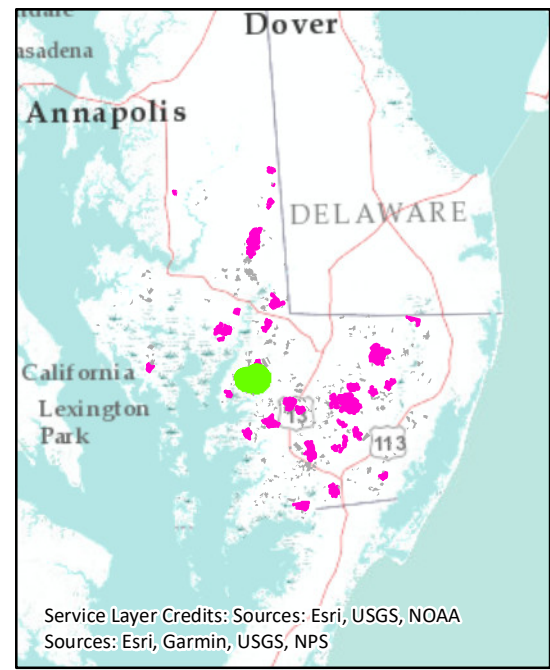 Dover
asadena
Annapolis
DELAWARE
California
Lexington
Park
13
113
Service Layer Credits: Sources: Esri, USGS, NOAA
Sources: Esri, Garmin, USGS, NPS